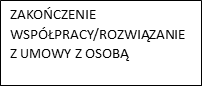 ZAKOŃCZENIE
WSPÓŁPRACY/ROZWIĄZANIE
Z UMOWY Z OSOBĄ